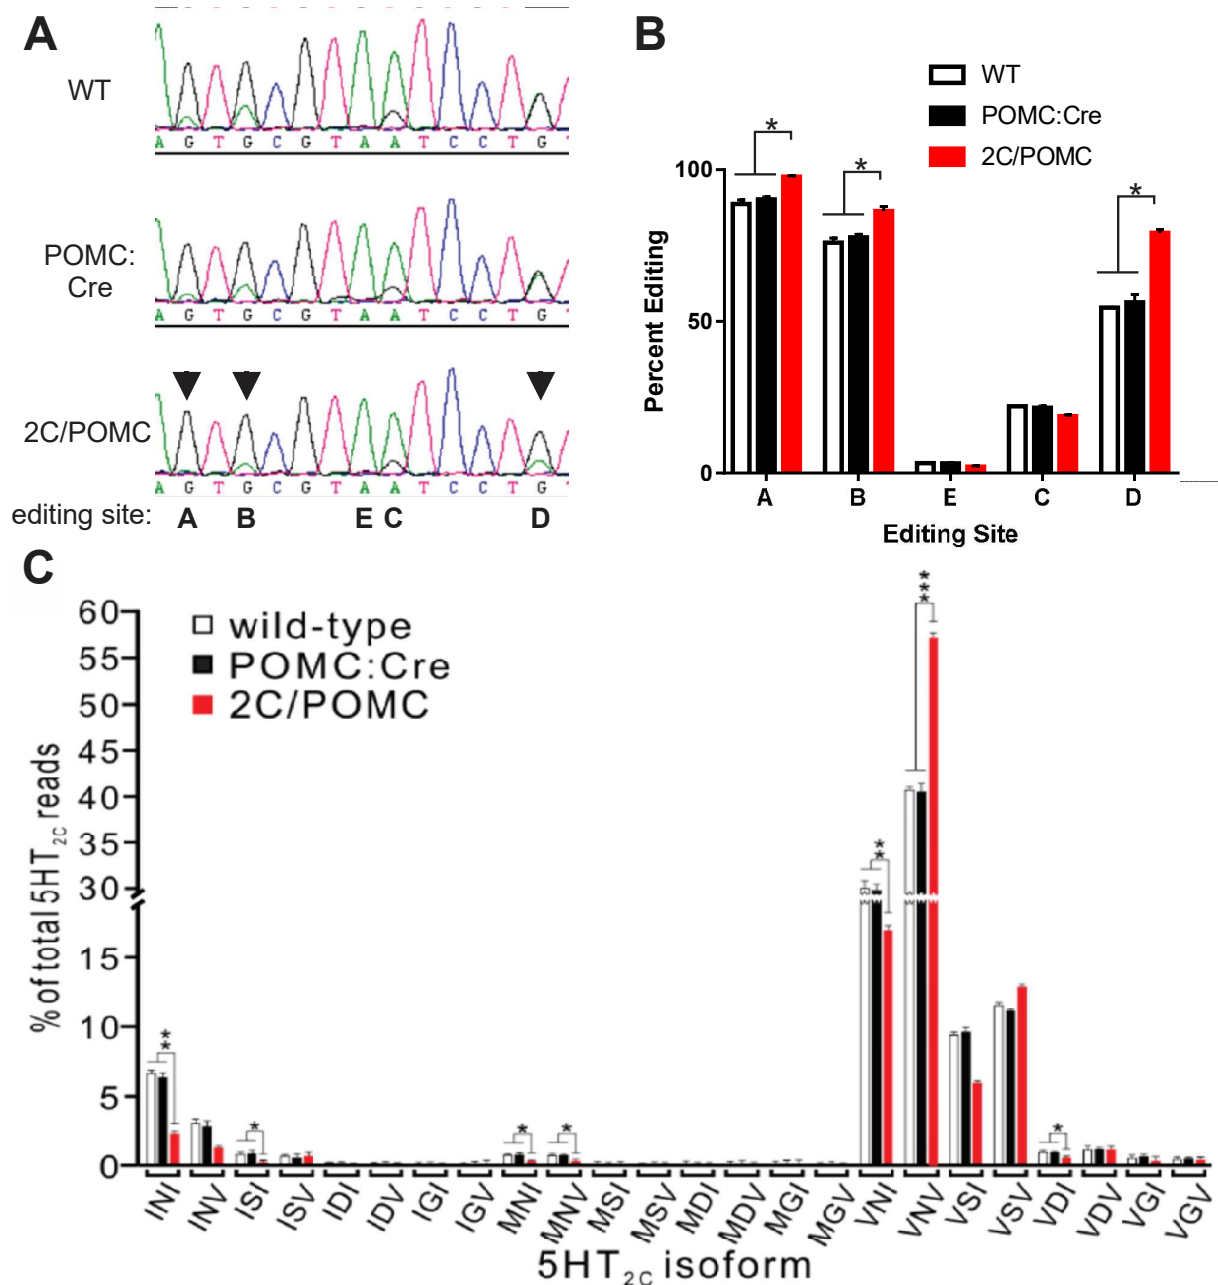 A
WT
A G T G C G T A A T C C T G
POMC:
Cre
A G T G C G T A A T C C T G
2C/POMC
A G T G C G T A A T C C T G
editing site: A B E C D
B
WT
POMC:Cre
2C/POMC
* * *
Percent Editing
100
50
0
A B E C D
Editing Site
C
wild-type
POMC:Cre
2C/POMC
% of total 5HT2C reads
60
55
50
45
40
35
30
15
10
5
0
** * * * ** *** *
INI INV ISI ISV IDI IDV IGI IGV MNI MNV MSI MSV MDI MDV MGI MGV VNI VNV VSI VSV VDI VDV VGI VGV
5HT2C isoform